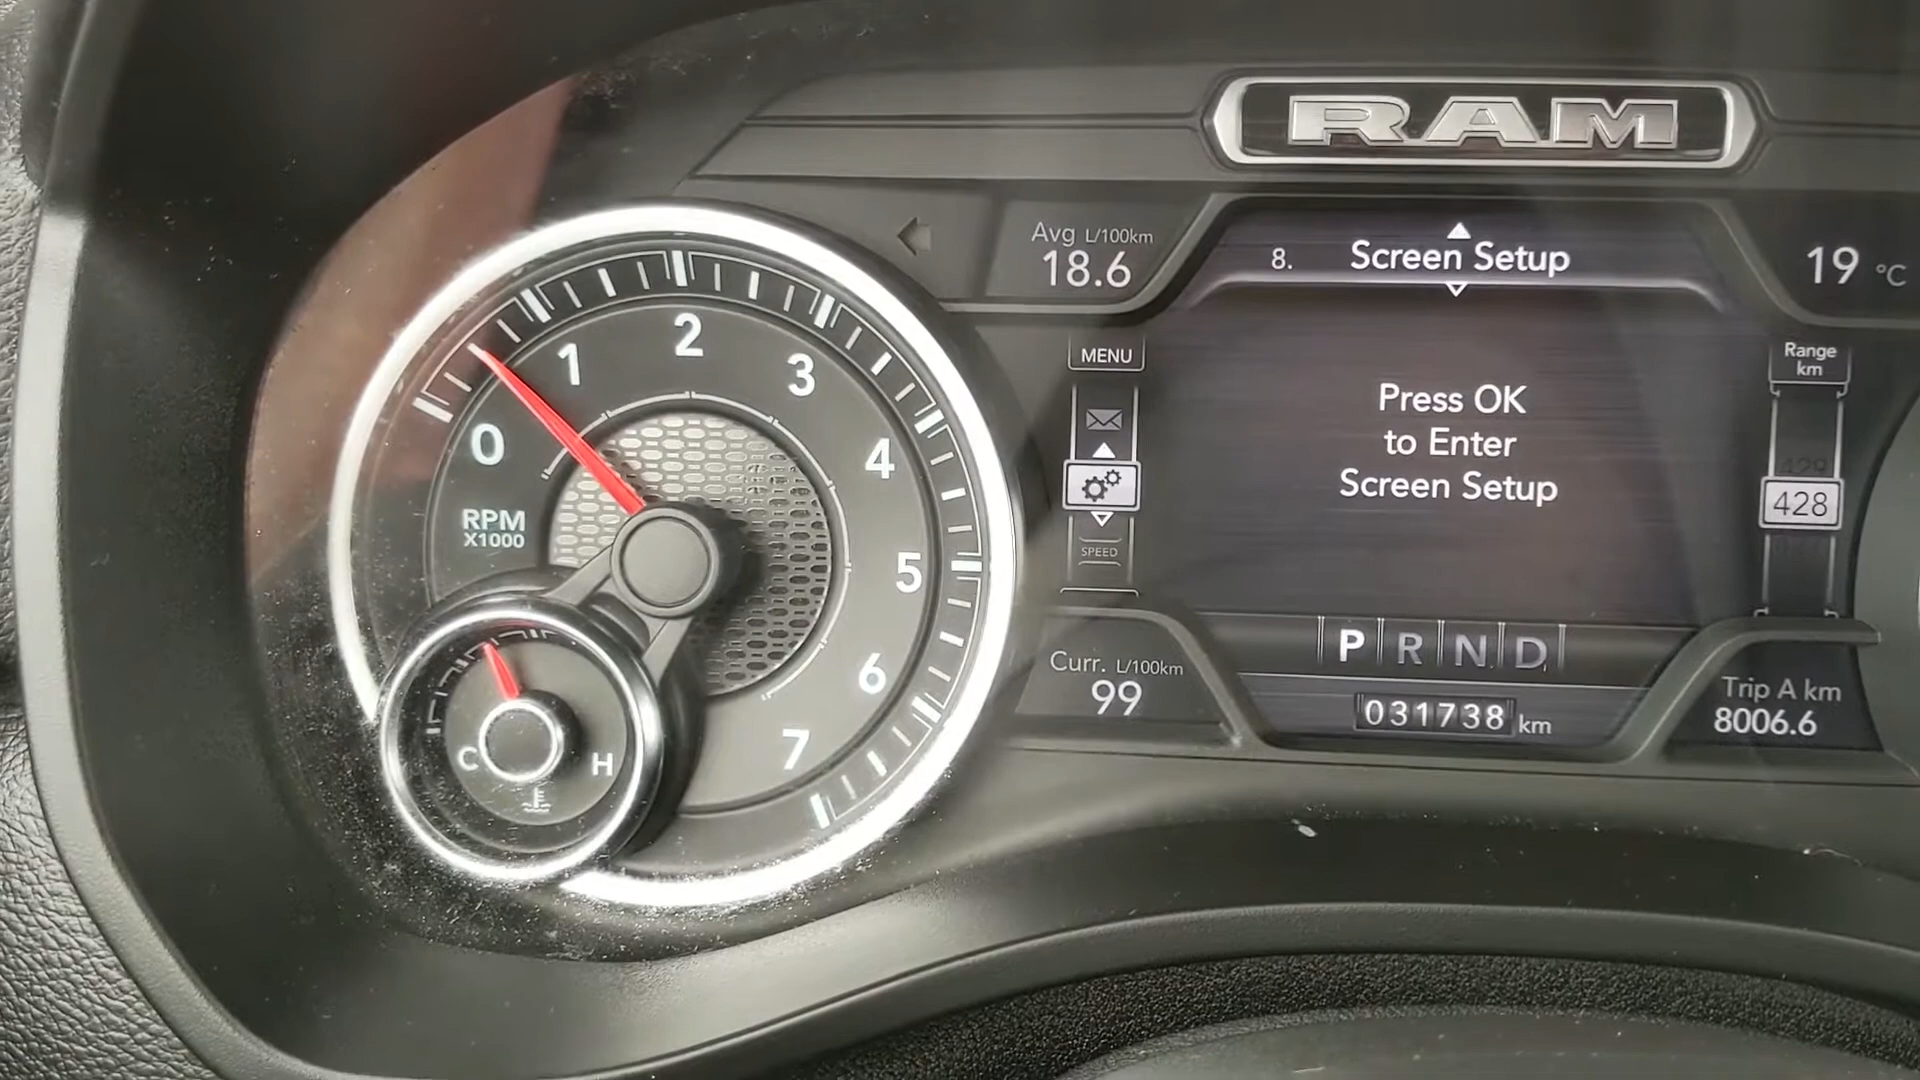 RAM
Avg L/100km
18.6
8. Screen Setup
19 °C
MENU
Press OK
to Enter
Screen Setup
Range
km
428
SPEED
0
1
2
3
4
5
6
7
RPM
X1000
C H
P R N D
Curr. L/100km
99
031738 km
Trip A km
8006.6